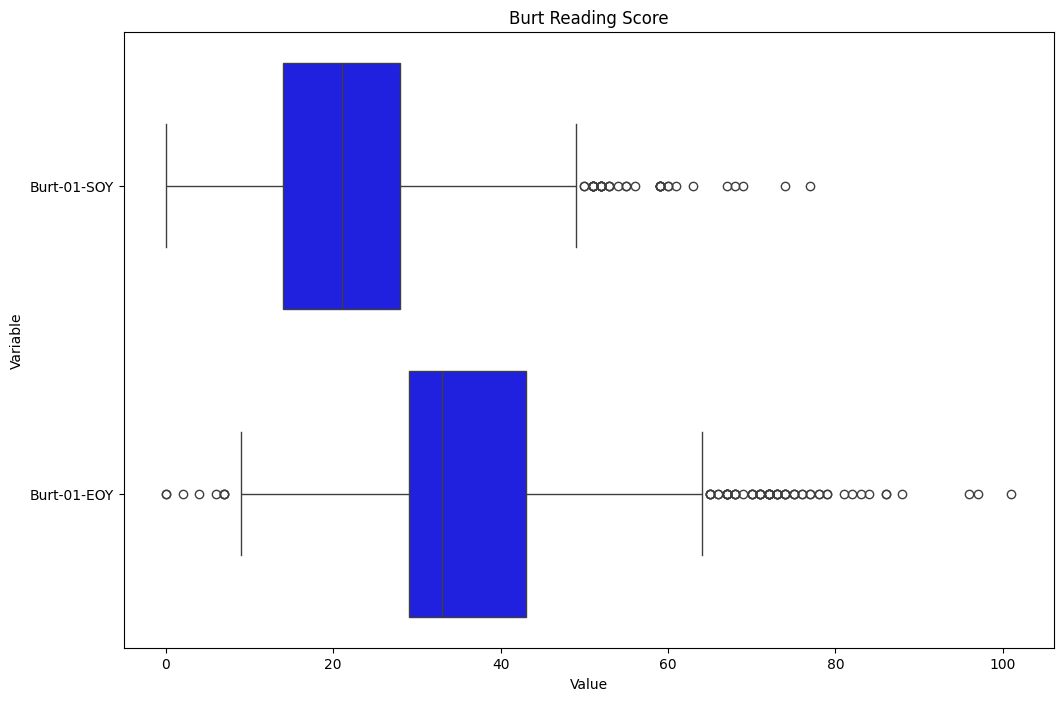 Burt Reading Score
Variable
Burt-01-SOY
Burt-01-EOY
0 20 40 60 80 100
Value